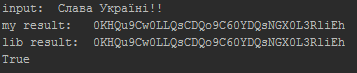 input: Слава Україні!!
my result: 0KHQu9Cw0LLQsCDQo9C60YDQsNGX0L3RliEh
lib result: 0KHQu9Cw0LLQsCDQo9C60YDQsNGX0L3RliEh
True